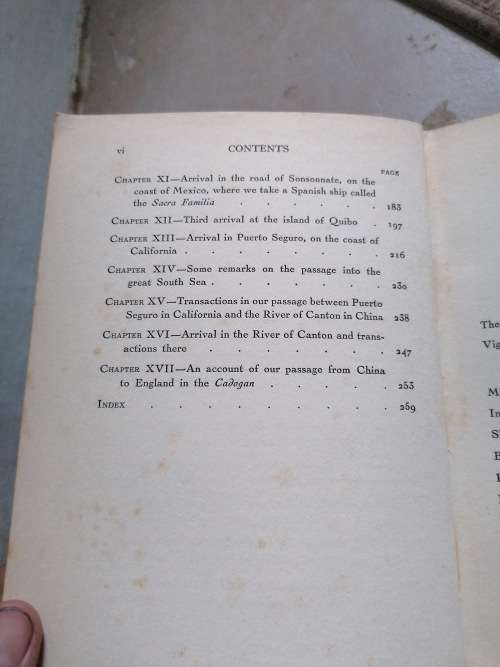 vi CONTENTS
PAGE
Chapter XI—Arrival in the road of Sonsonnate, on the
coast of Mexico, where we take a Spanish ship called
the Sacra Familia . . . . . 183
Chapter XII—Third arrival at the island of Quibo . 197
Chapter XIII—Arrival in Puerto Seguro, on the coast of
California . . . . . . . 216
Chapter XIV—Some remarks on the passage into the
great South Sea . . . . . . 230
Chapter XV—Transactions in our passage between Puerto
Seguro in California and the River of Canton in China 238
Chapter XVI—Arrival in the River of Canton and trans-
actions there . . . . . . 247
Chapter XVII—An account of our passage from China
to England in the Cadogan . . . . . 253
Index . . . . . . . . 269
The